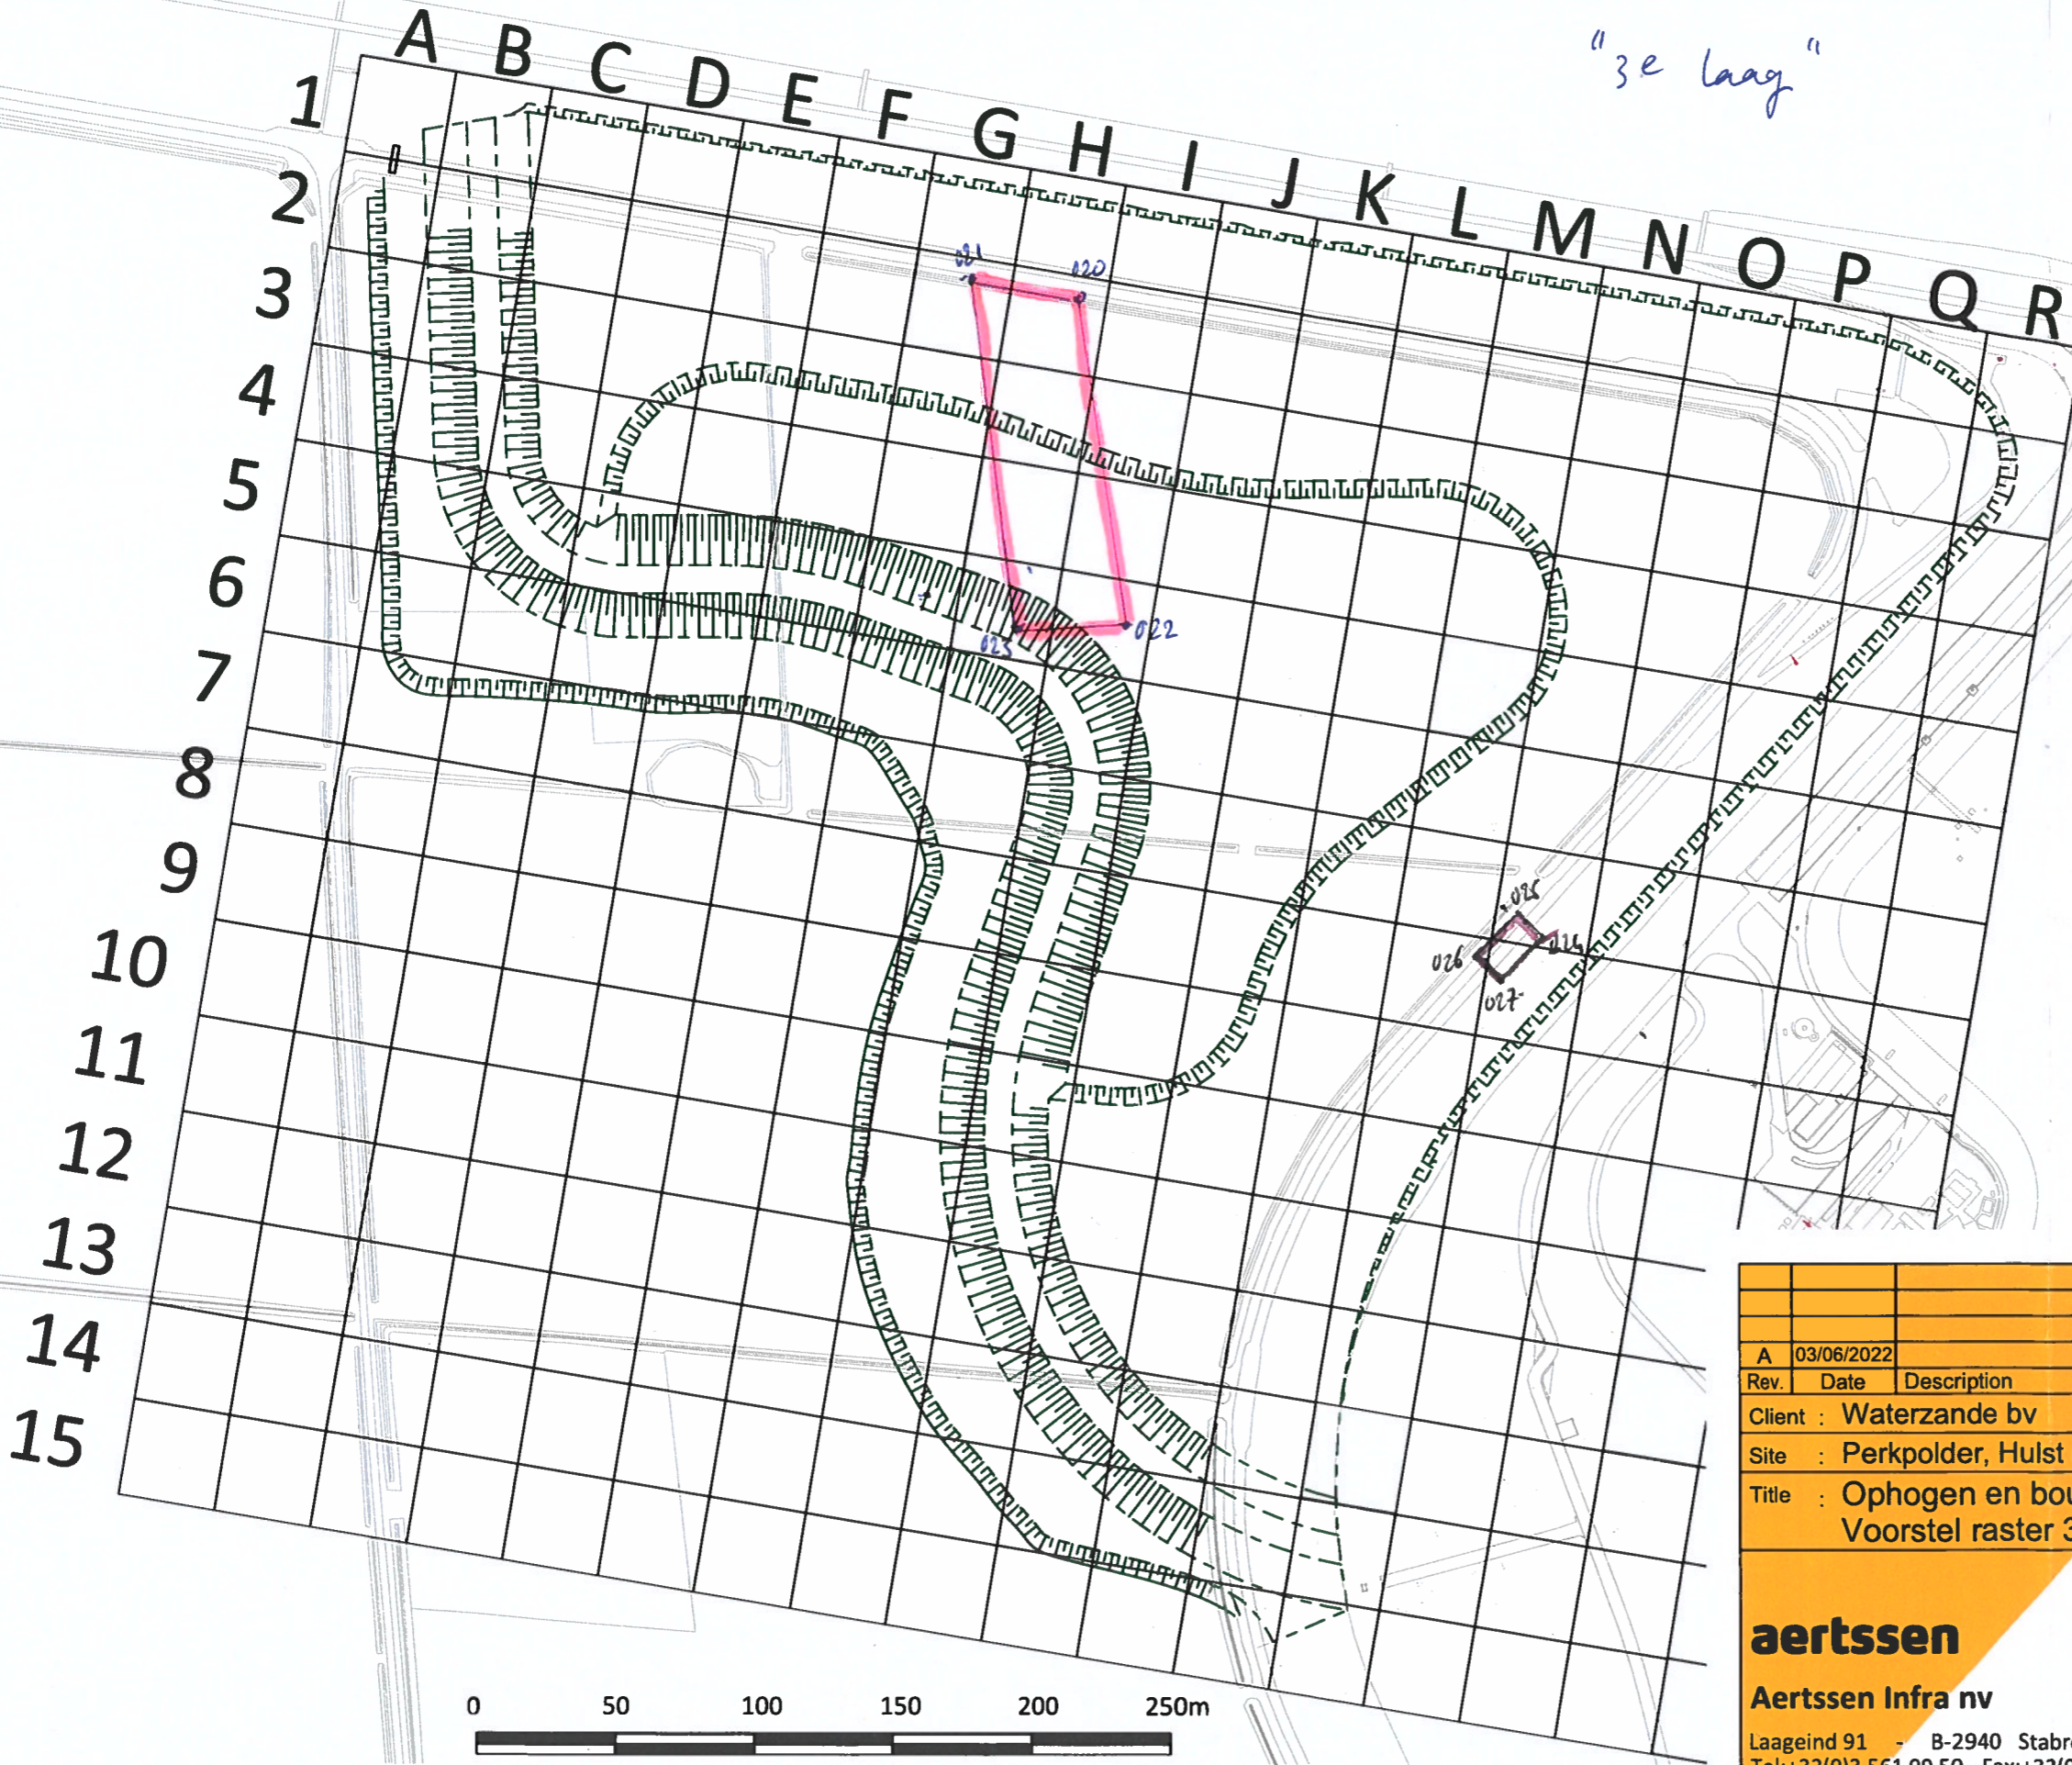 "3e laag"
A B C D E F G H I J K L M N O P Q R
1
2
3
4
5
6
7
8
9
10
11
12
13
14
15
021
020
023
022
025
024
026
027
0 50 100 150 200 250m
A 03/06/2022
Rev. Date Description
Client : Waterzande bv
Site : Perkpolder, Hulst
Title : Ophogen en bou
Voorstel raster 3
aertssen
Aertssen Infra nv
Laageind 91 - B-2940 Stabr